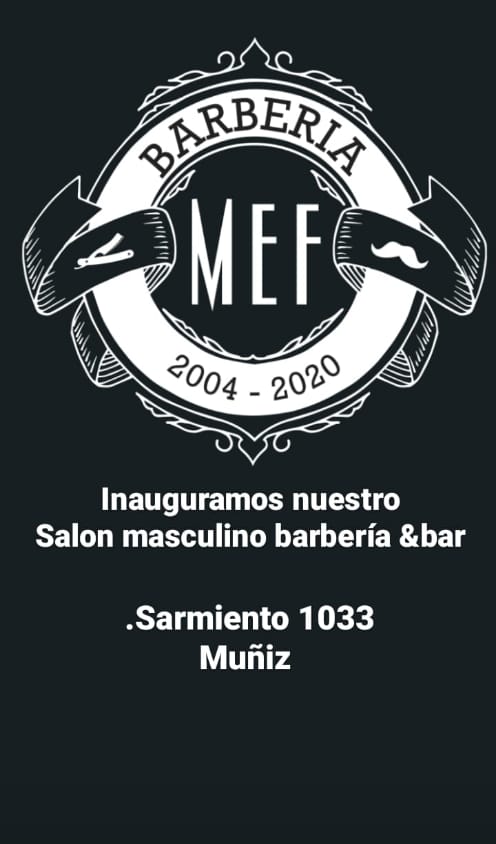 BARBERIA
MEF
2004 - 2020
Inauguramos nuestro
Salon masculino barbería &bar
.Sarmiento 1033
Muñiz